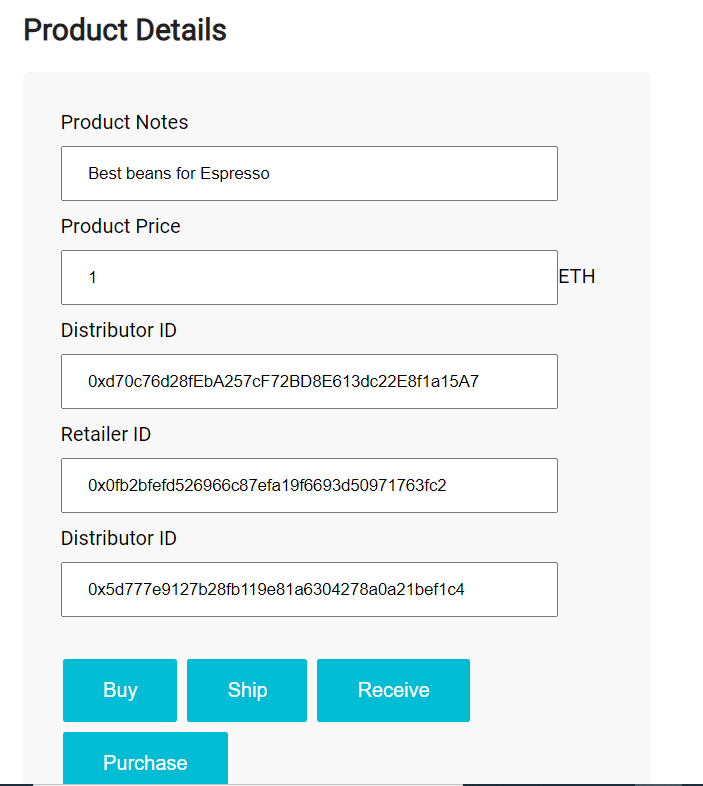 Product Details
Product Notes
Best beans for Espresso
Product Price
1
ETH
Distributor ID
0xd70c76d28fEbA257cF72BD8E613dc22E8f1a15A7
Retailer ID
0x0fb2bfefd526966c87efa19f6693d50971763fc2
Distributor ID
0x5d777e9127b28fb119e81a6304278a0a21bef1c4
Buy
Ship
Receive
Purchase